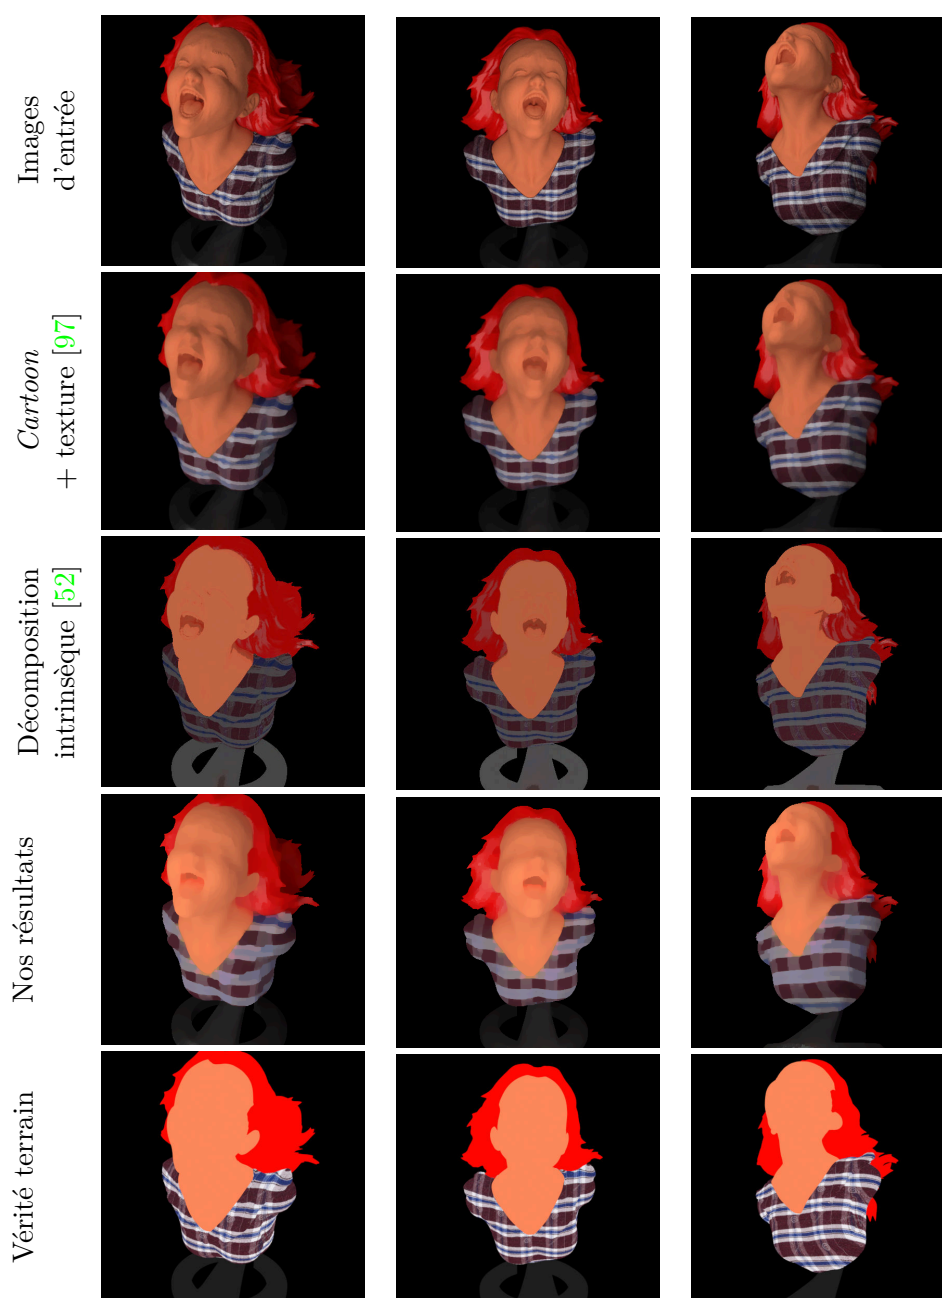 Images
d'entrée
Cartoon
+ texture [97]
Décomposition
intrinsèque [52]
Nos résultats
Vérité terrain